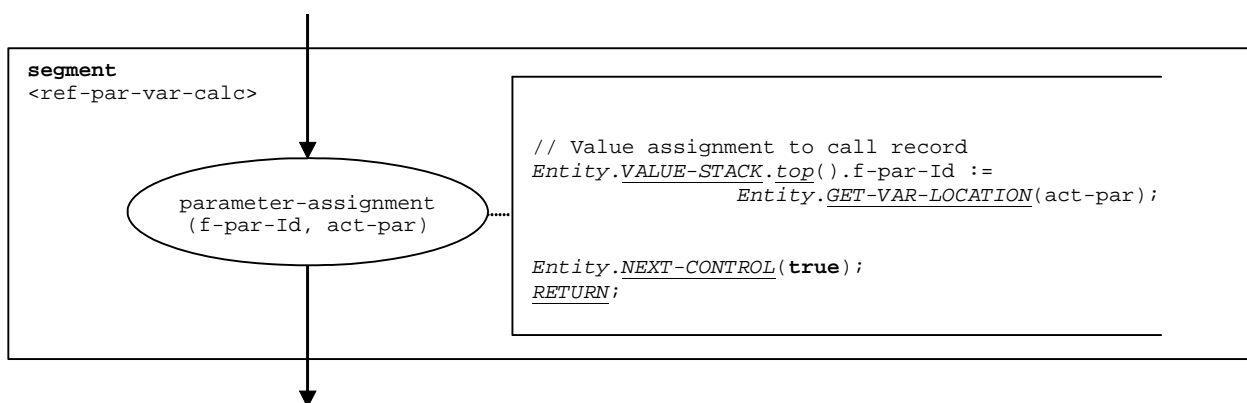 segment
<ref-par-var-calc>
parameter-assignment
(f-par-Id, act-par)
// Value assignment to call record
Entity.VALUE-STACK.top().f-par-Id :=
Entity.GET-VAR-LOCATION(act-par);
Entity.NEXT-CONTROL(true);
RETURN;